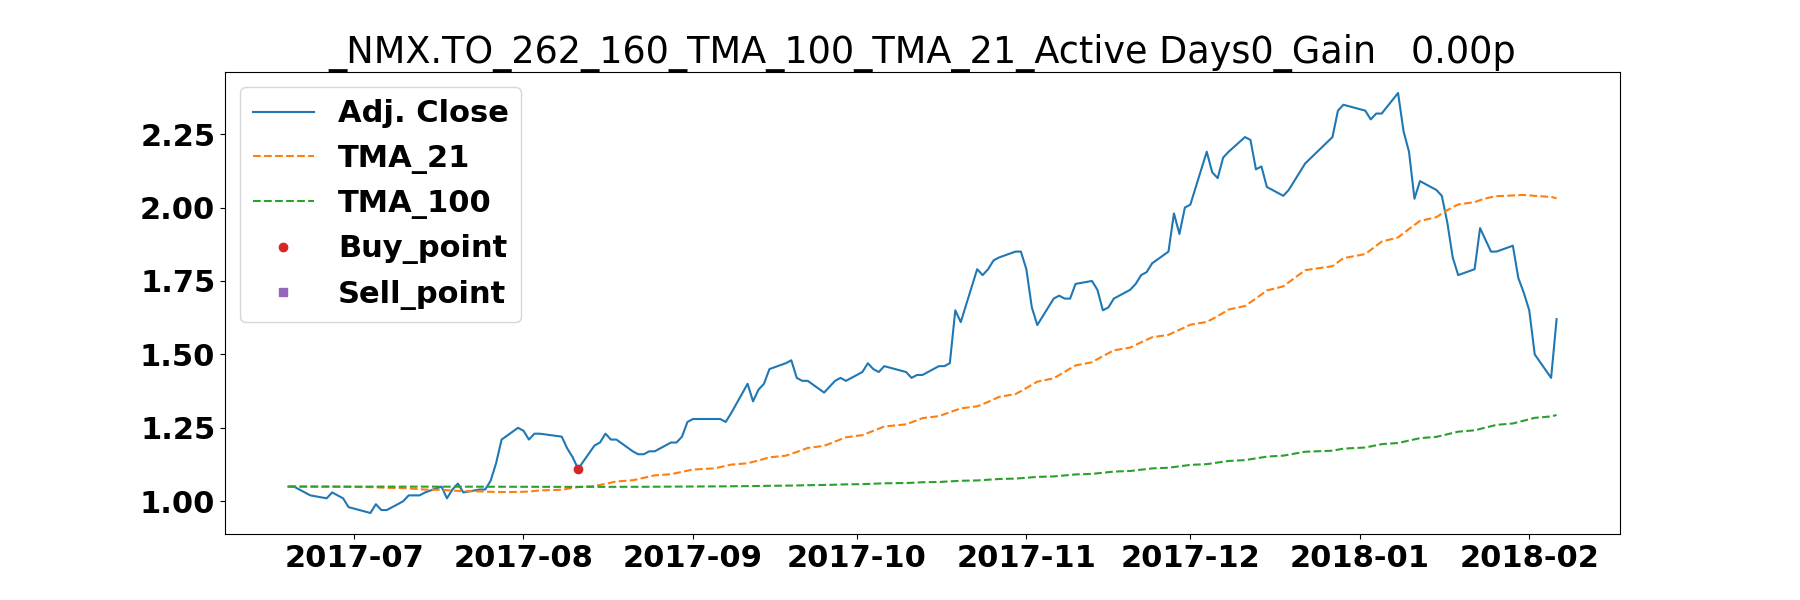 _NMX.TO_262_160_TMA_100_TMA_21_Active Days0_Gain   0.00p
Adj. Close
TMA_21
TMA_100
Buy_point
Sell_point
2.25
2.00
1.75
1.50
1.25
1.00
2017-07 2017-08 2017-09 2017-10 2017-11 2017-12 2018-01 2018-02